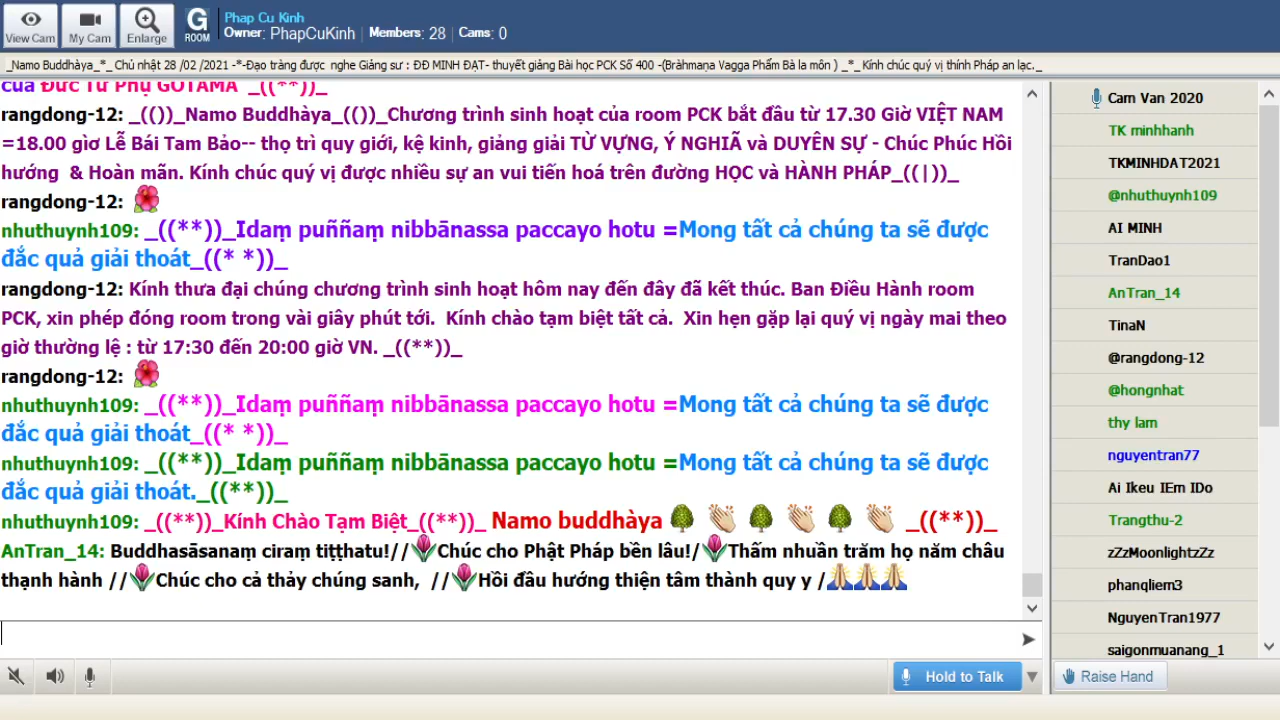 View Cam
My Cam
Enlarge
G
ROOM
Phap Cu Kinh
Owner: PhapCuKinh | Members: 28 | Cams: 0
_Namo Buddhàya_*_ Chủ nhật 28 /02 /2021 -*-Đạo tràng được nghe Giảng sư : ĐĐ MINH ĐẠT- thuyết giảng Bài học PCK Số 400 -(Bràhmaṇa Vagga Phẩm Bà la môn ) _*_ Kính chúc quý vị thính Pháp an lạc._
của Đức Từ Phụ GOTAMA _((**))_
rangdong-12: _(())_Namo Buddhàya_(())_Chương trình sinh hoạt của room PCK bắt đầu từ 17.30 Giờ VIỆT NAM
=18.00 giờ Lễ Bái Tam Bảo-- thọ trì quy giới, kệ kinh, giảng giải TỪ VỰNG, Ý NGHIÃ và DUYÊN SỰ - Chúc Phúc Hồi
hướng & Hoàn mãn. Kính chúc quý vị được nhiều sự an vui tiến hoá trên đường HỌC và HÀNH PHÁP_((|))_
rangdong-12:
nhuthuynh109: _((**))_Idaṃ puññaṃ nibbānassa paccayo hotu =Mong tất cả chúng ta sẽ được
đắc quả giải thoát_((* *))_
rangdong-12: Kính thưa đại chúng chương trình sinh hoạt hôm nay đến đây đã kết thúc. Ban Điều Hành room
PCK, xin phép đóng room trong vài giây phút tới. Kính chào tạm biệt tất cả. Xin hẹn gặp lại quý vị ngày mai theo
giờ thường lệ : từ 17:30 đến 20:00 giờ VN. _((**))_
rangdong-12:
nhuthuynh109: _((**))_Idaṃ puññaṃ nibbānassa paccayo hotu =Mong tất cả chúng ta sẽ được
đắc quả giải thoát_((* *))_
nhuthuynh109: _((**))_Idaṃ puññaṃ nibbānassa paccayo hotu =Mong tất cả chúng ta sẽ được
đắc quả giải thoát._((**))_
nhuthuynh109: _((**))_Kính Chào Tạm Biệt_((**))_ Namo buddhàya _((**))_
AnTran_14: Buddhasāsanaṃ ciraṃ tiṭṭhatu!//Chúc cho Phật Pháp bền lâu!/Thấm nhuần trăm họ năm châu
thạnh hành //Chúc cho cả thảy chúng sanh, //Hồi đầu hướng thiện tâm thành quy y /
Hold to Talk
Cam Van 2020
TK minhhanh
TKMINHDAT2021
@nhuthuynh109
AI MINH
TranDao1
AnTran_14
TinaN
@rangdong-12
@hongnhat
thy lam
nguyentran77
Ai Ikeu IEm IDo
Trangthu-2
zZzMoonlightzZz
phanqliem3
NguyenTran1977
saigonmuanang_1
Raise Hand